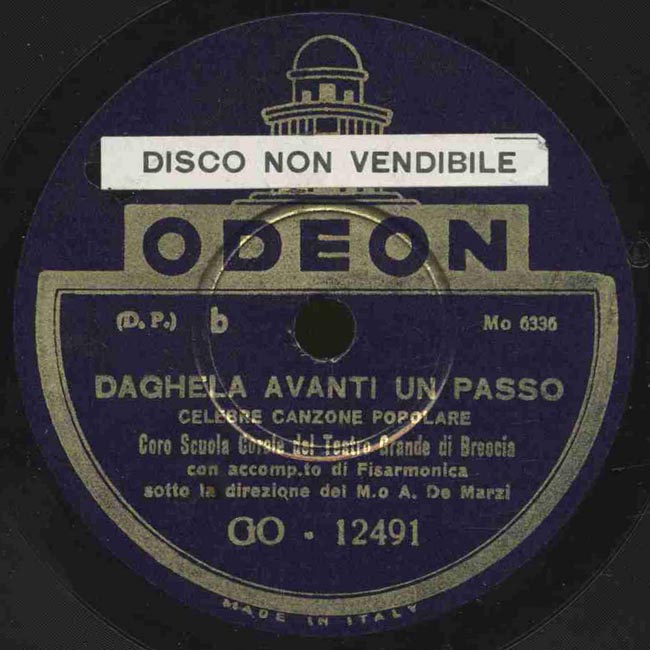 DISCO NON VENDIBILE
ODEON
(D. P.) b Mo 6336
DAGHELA AVANTI UN PASSO
CELEBRE CANZONE POPOLARE
Coro Scuola Corale del Teatro Grande di Brescia
con accomp.to di Fisarmonica
sotto la direzione del M.o A. De Marzi
GO - 12491
MADE IN ITALY